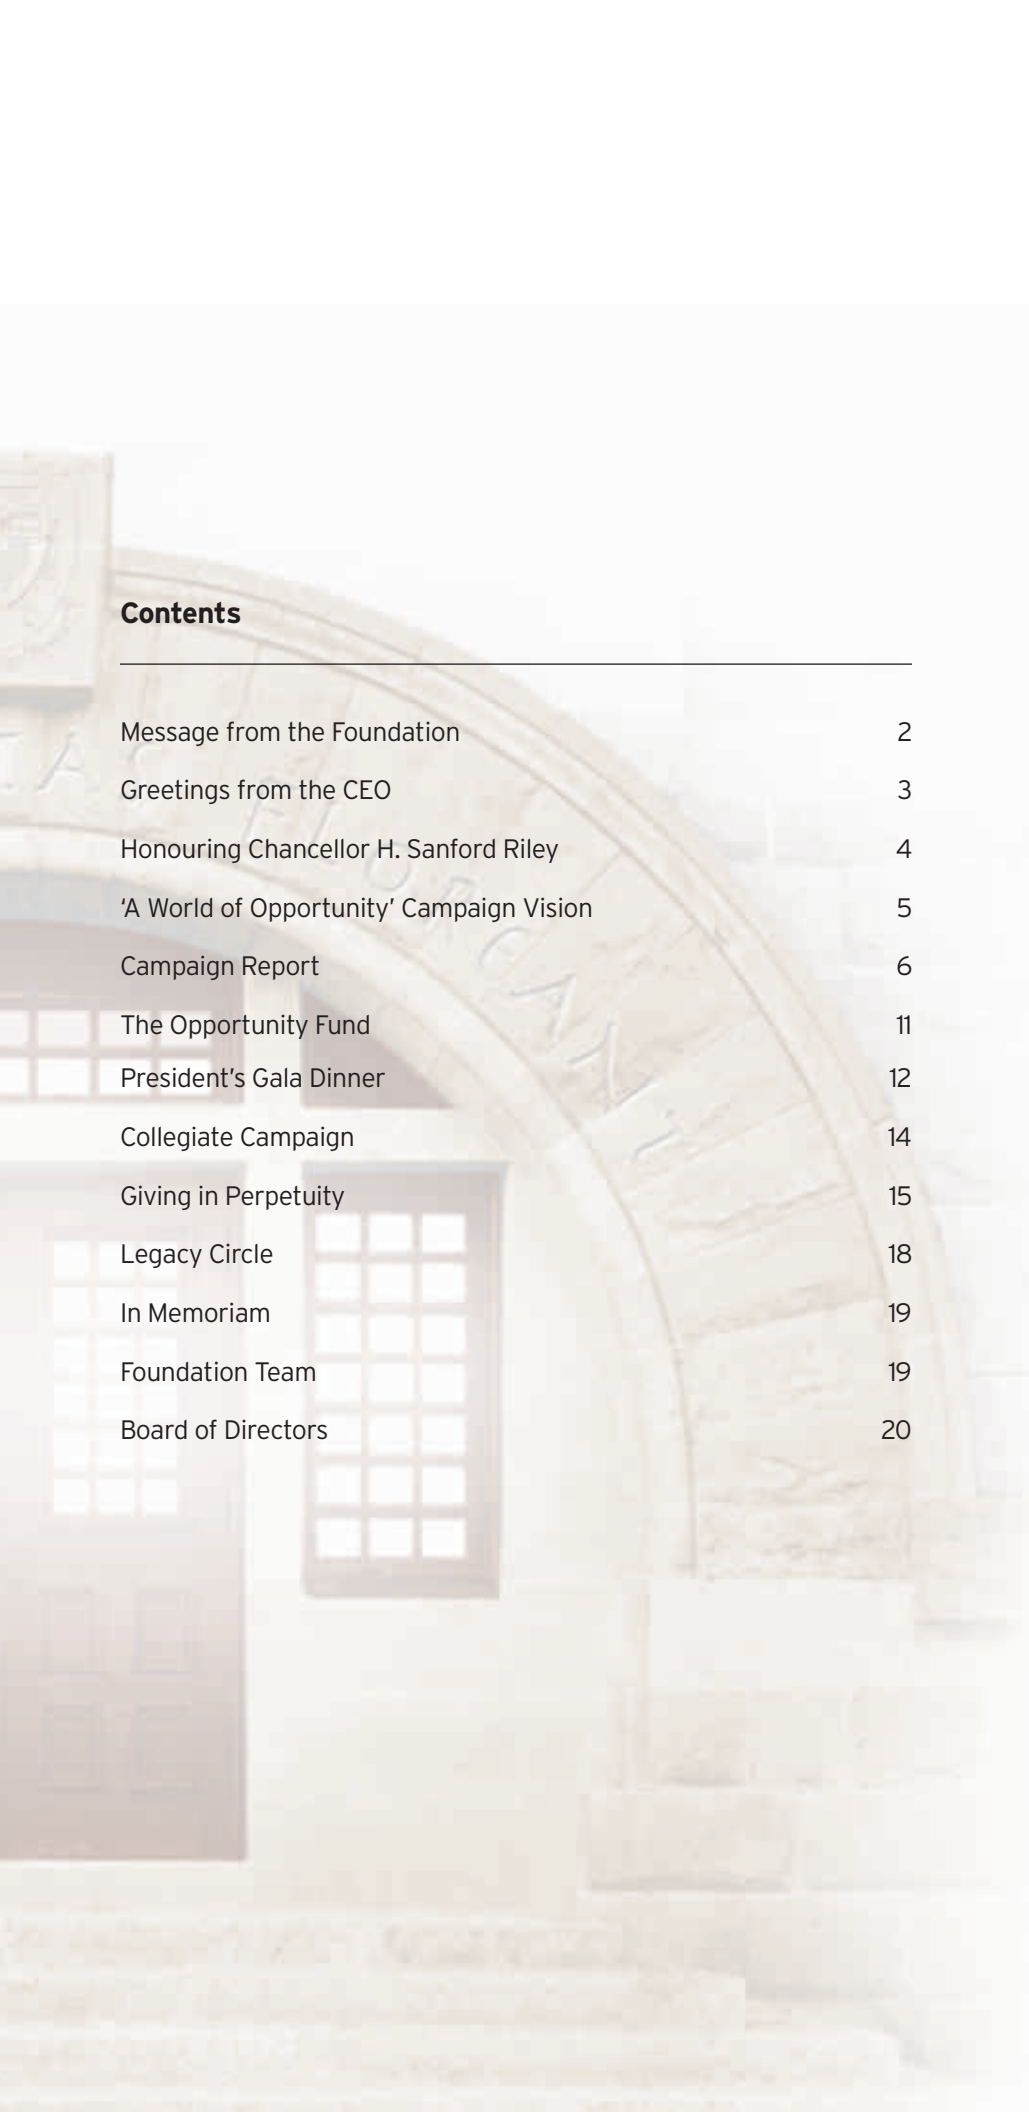 Contents
Message from the Foundation 2
Greetings from the CEO 3
Honouring Chancellor H. Sanford Riley 4
‘A World of Opportunity’ Campaign Vision 5
Campaign Report 6
The Opportunity Fund 11
President’s Gala Dinner 12
Collegiate Campaign 14
Giving in Perpetuity 15
Legacy Circle 18
In Memoriam 19
Foundation Team 19
Board of Directors 20
FLOREANT